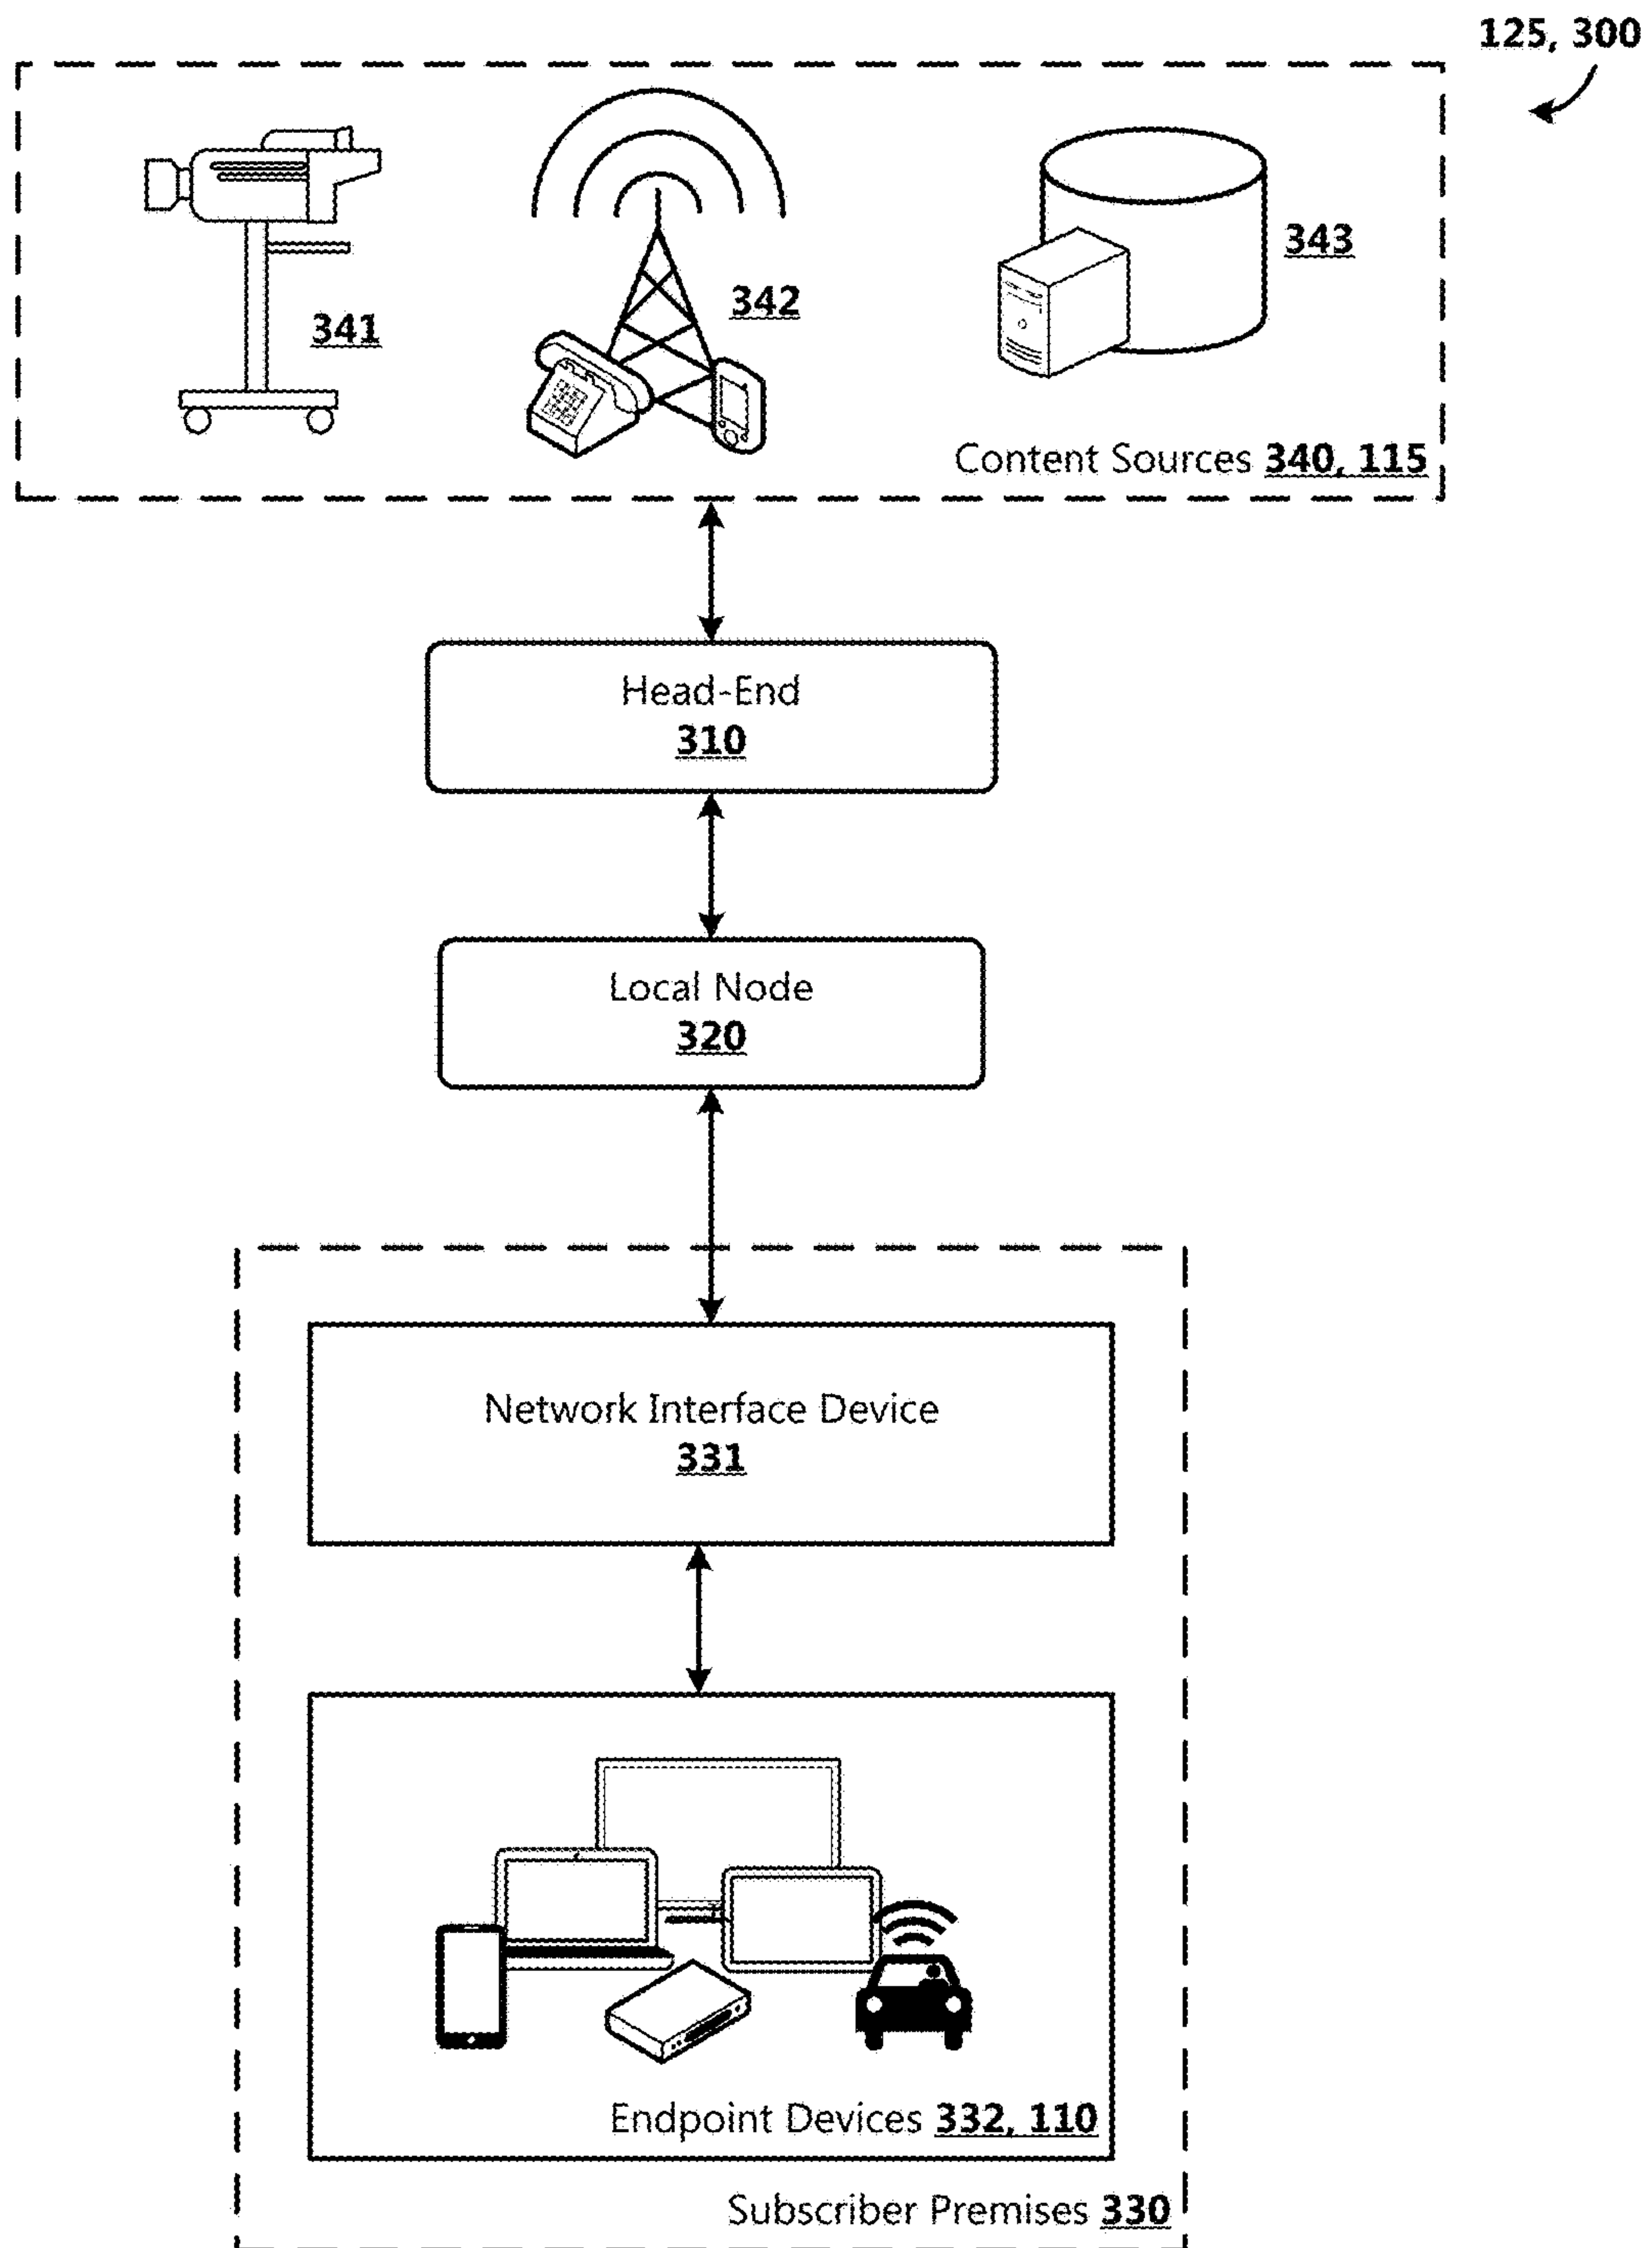 125, 300
341
342
343
Content Sources 340, 115
Head-End
310
Local Node
320
Network Interface Device
331
Endpoint Devices 332, 110
Subscriber Premises 330